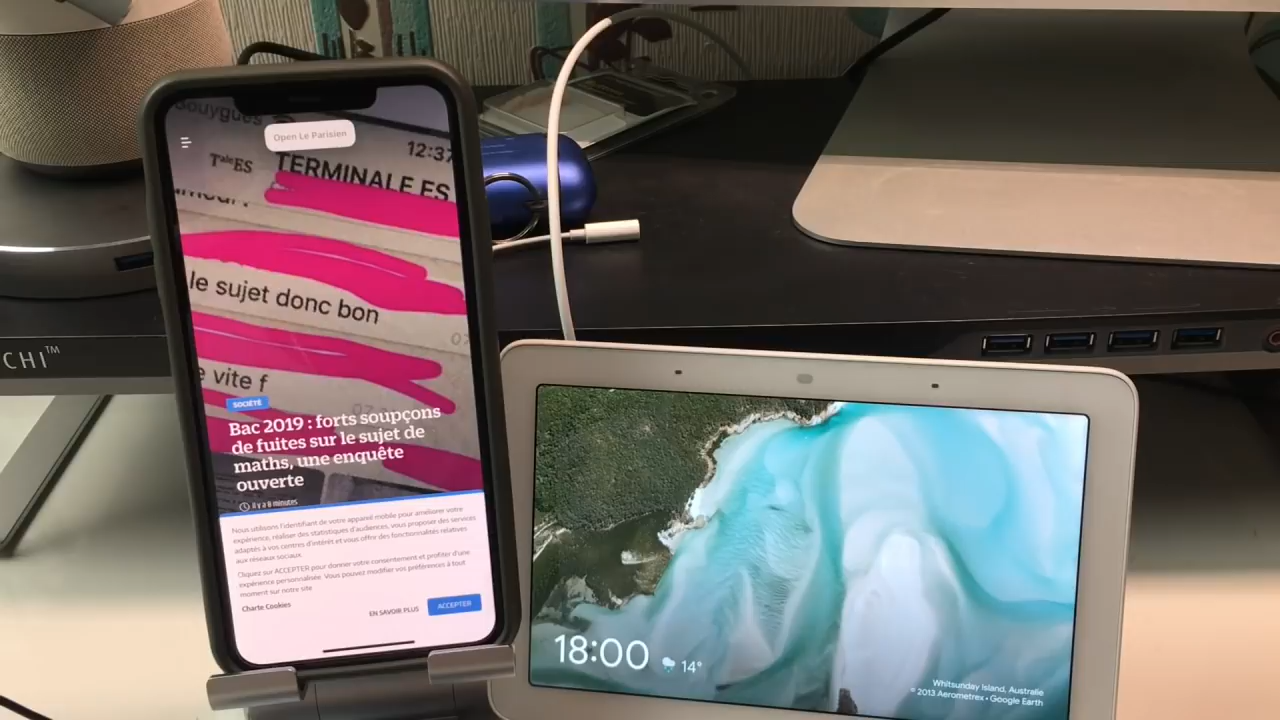 Bouygues
Open Le Parisien
12:37
TaleES
TERMINALE ES
le sujet donc bon
e vite f
SOCIÉTÉ
Bac 2019 : forts soupçons
de fuites sur le sujet de
maths, une enquête
ouverte
il y a 8 minutes
Nous utilisons l'identifiant de votre appareil mobile pour améliorer votre
expérience, réaliser des statistiques d'audiences, vous proposer des services
adaptés à vos centres d'intérêt et vous offrir des fonctionnalités relatives
aux réseaux sociaux.
Cliquez sur ACCEPTER pour donner votre consentement et profiter d'une
expérience personnalisée. Vous pouvez modifier vos préférences à tout
moment sur notre site
Charte Cookies
EN SAVOIR PLUS
ACCEPTER
CHI™
18:00
14°
Whitsunday Island, Australie
© 2013 Aerometrex • Google Earth